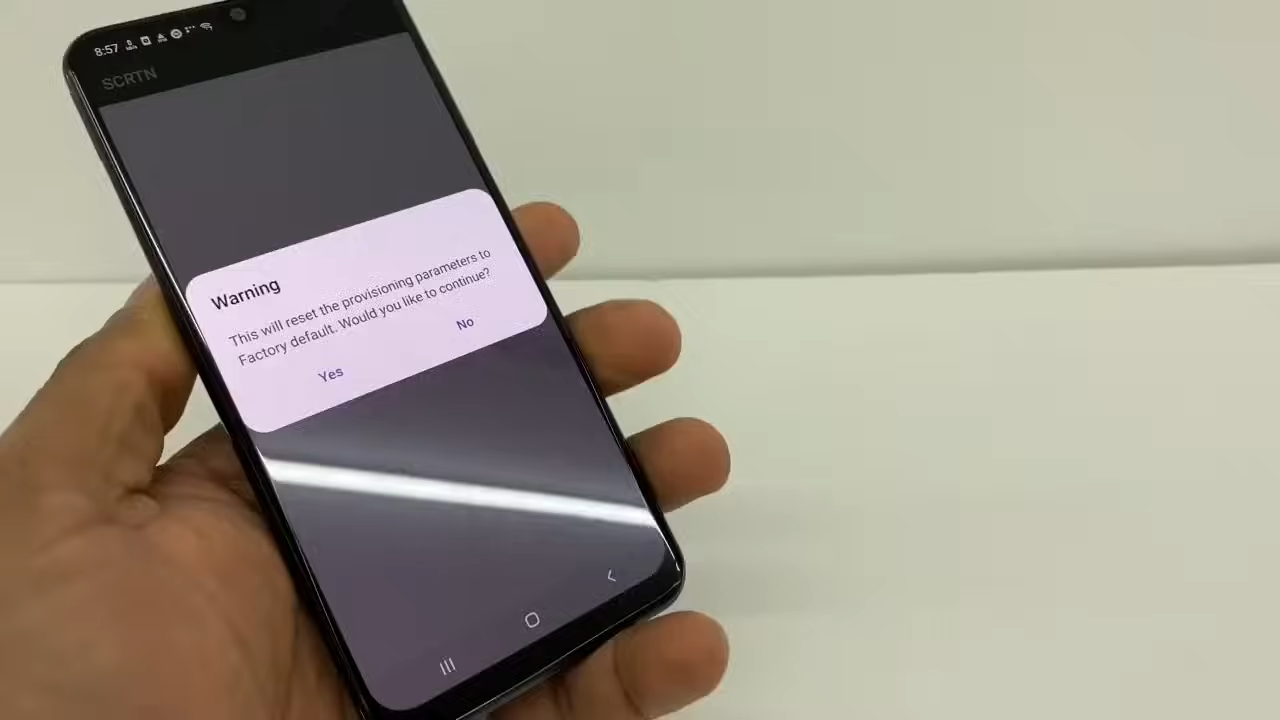 8:57
SCRTN
Warning
This will reset the provisioning parameters to
Factory default. Would you like to continue?
Yes
No